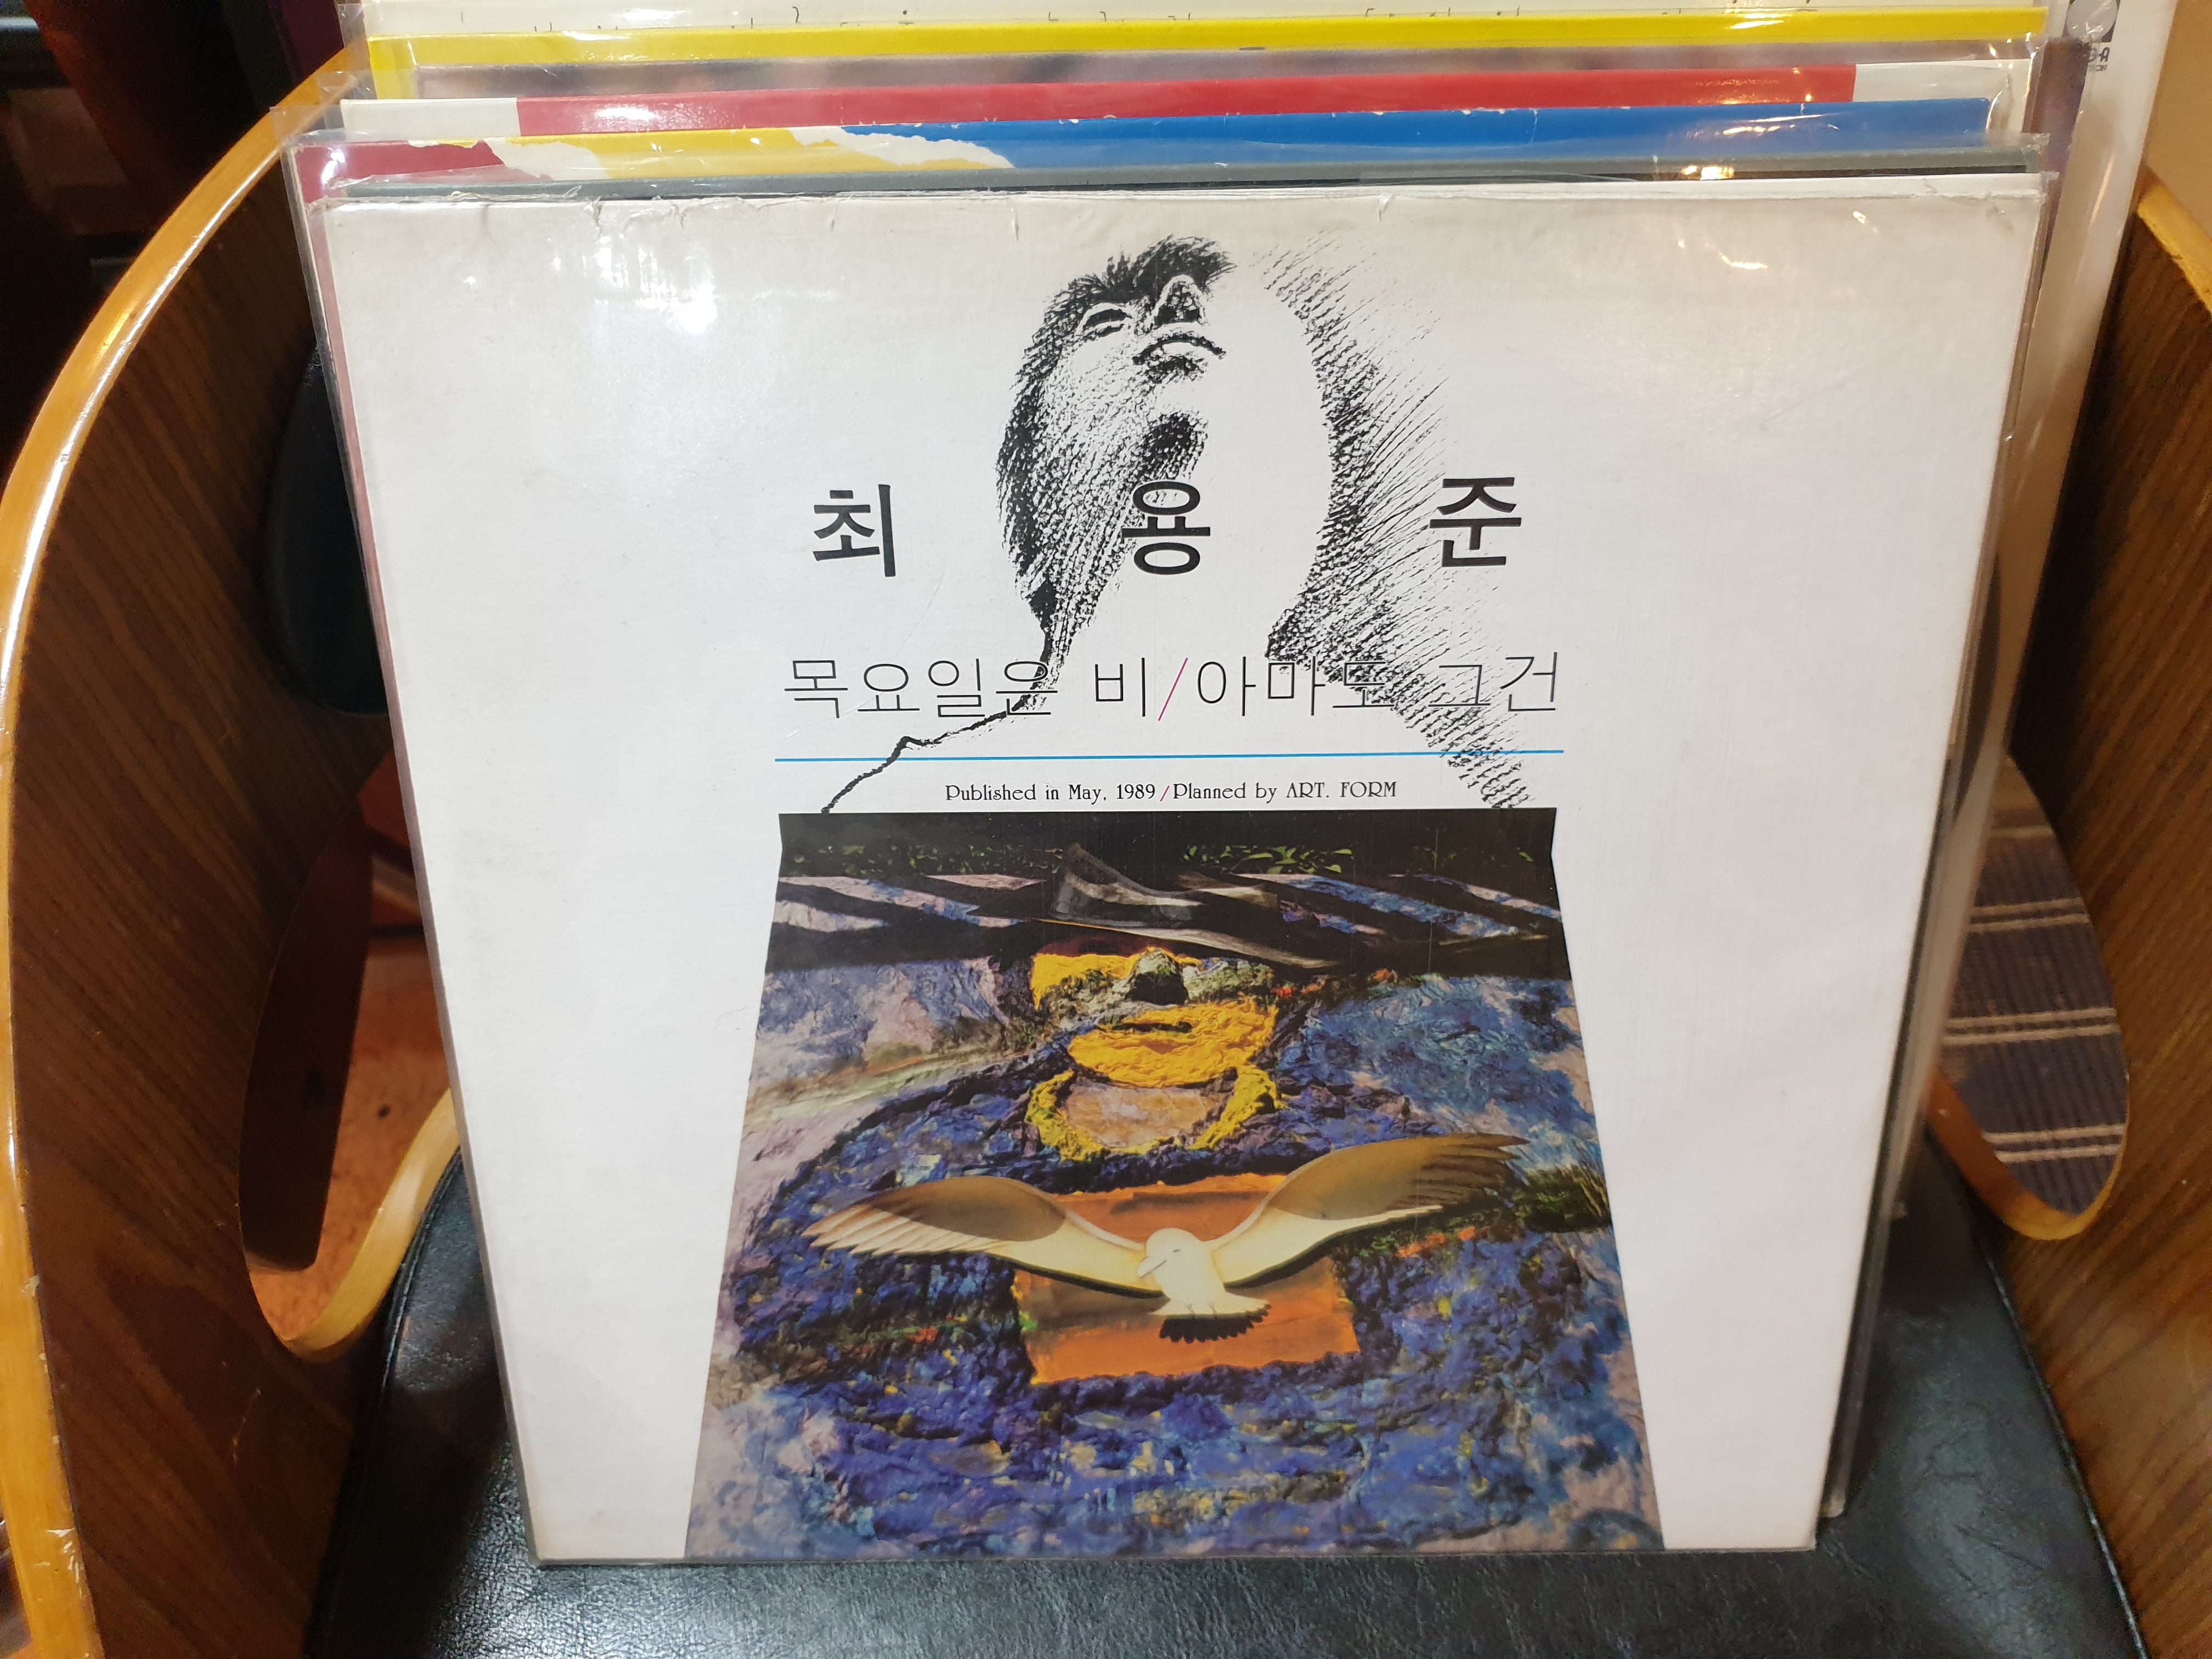 최 용 준
목요일은 비/아마도 그건
Published in May, 1989/Planned by ART. FORM